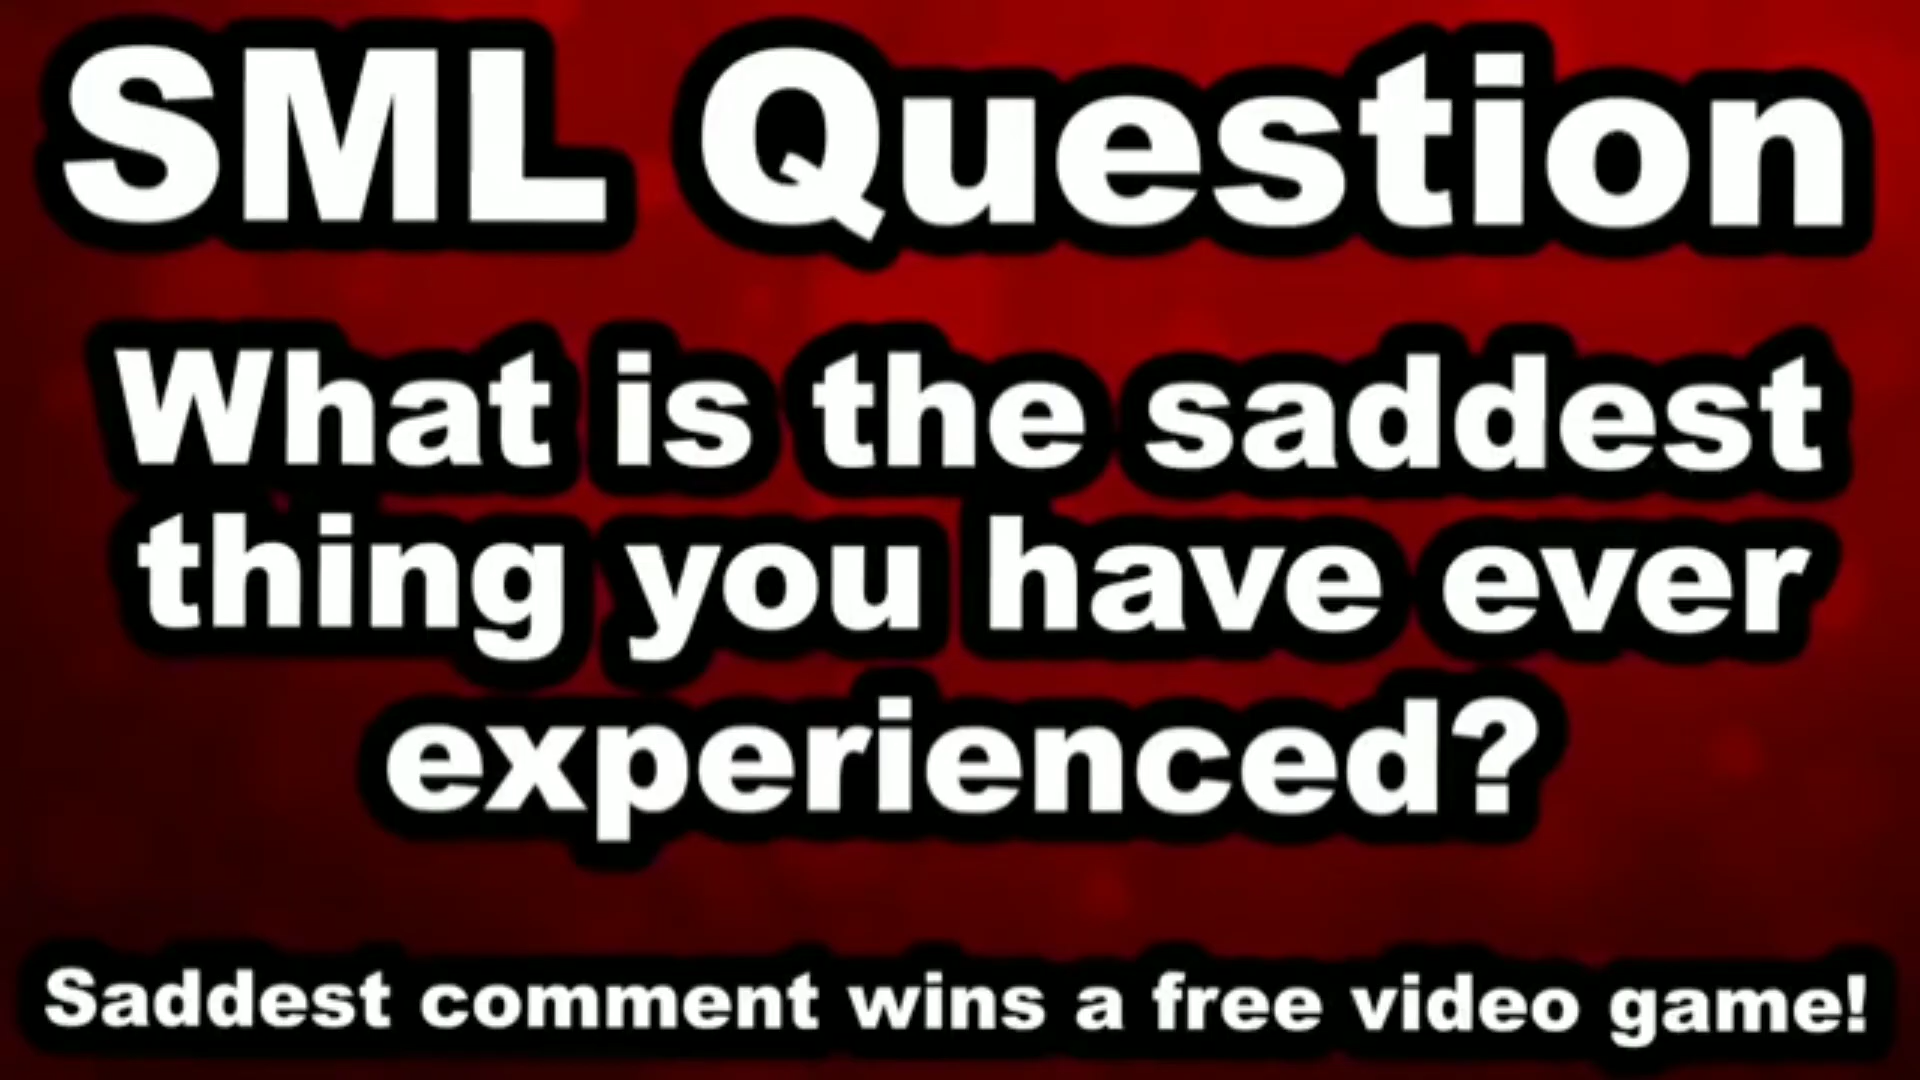 SML Question
What is the saddest
thing you have ever
experienced?
Saddest comment wins a free video game!